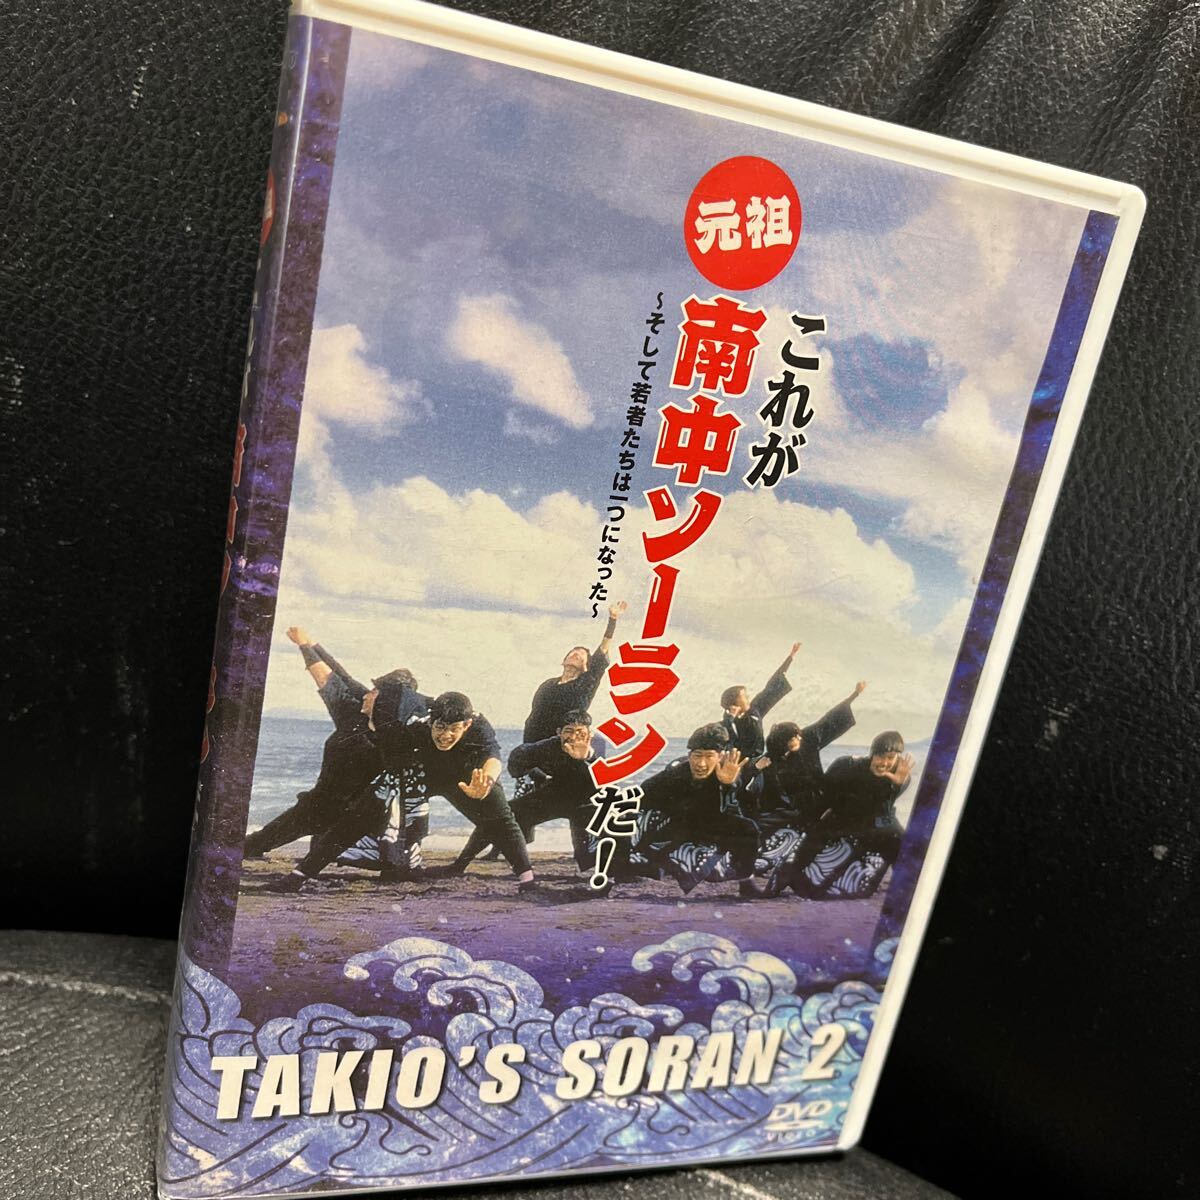 元祖
これが
南中ソーランだ!
～そして若者たちは一つになった～
TAKIO'S SORAN 2
DVD
VIDEO